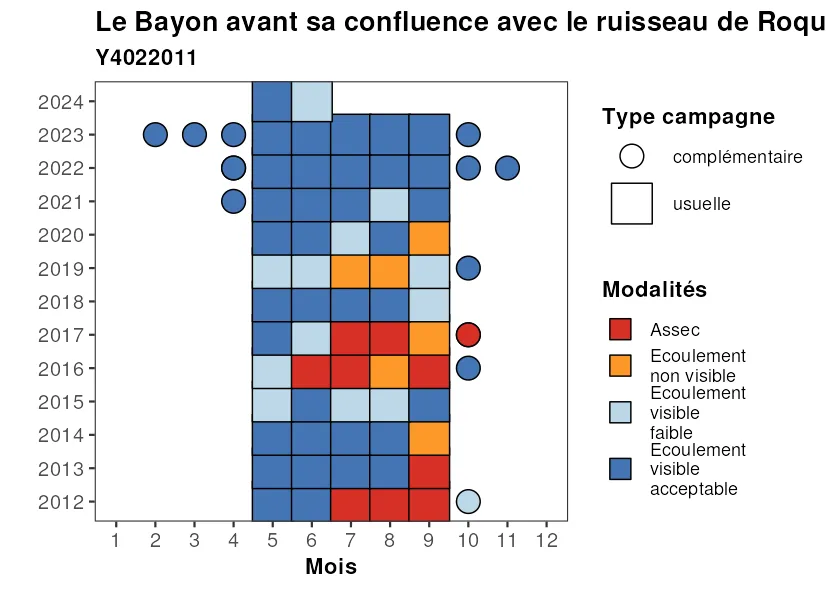 Le Bayon avant sa confluence avec le ruisseau de Roqu
Y4022011
2024
2023
2022
2021
2020
2019
2018
2017
2016
2015
2014
2013
2012
1 2 3 4 5 6 7 8 9 10 11 12
Mois
Type campagne
complémentaire
usuelle
Modalités
Assec
Ecoulement
non visible
Ecoulement
visible
faible
Ecoulement
visible
acceptable